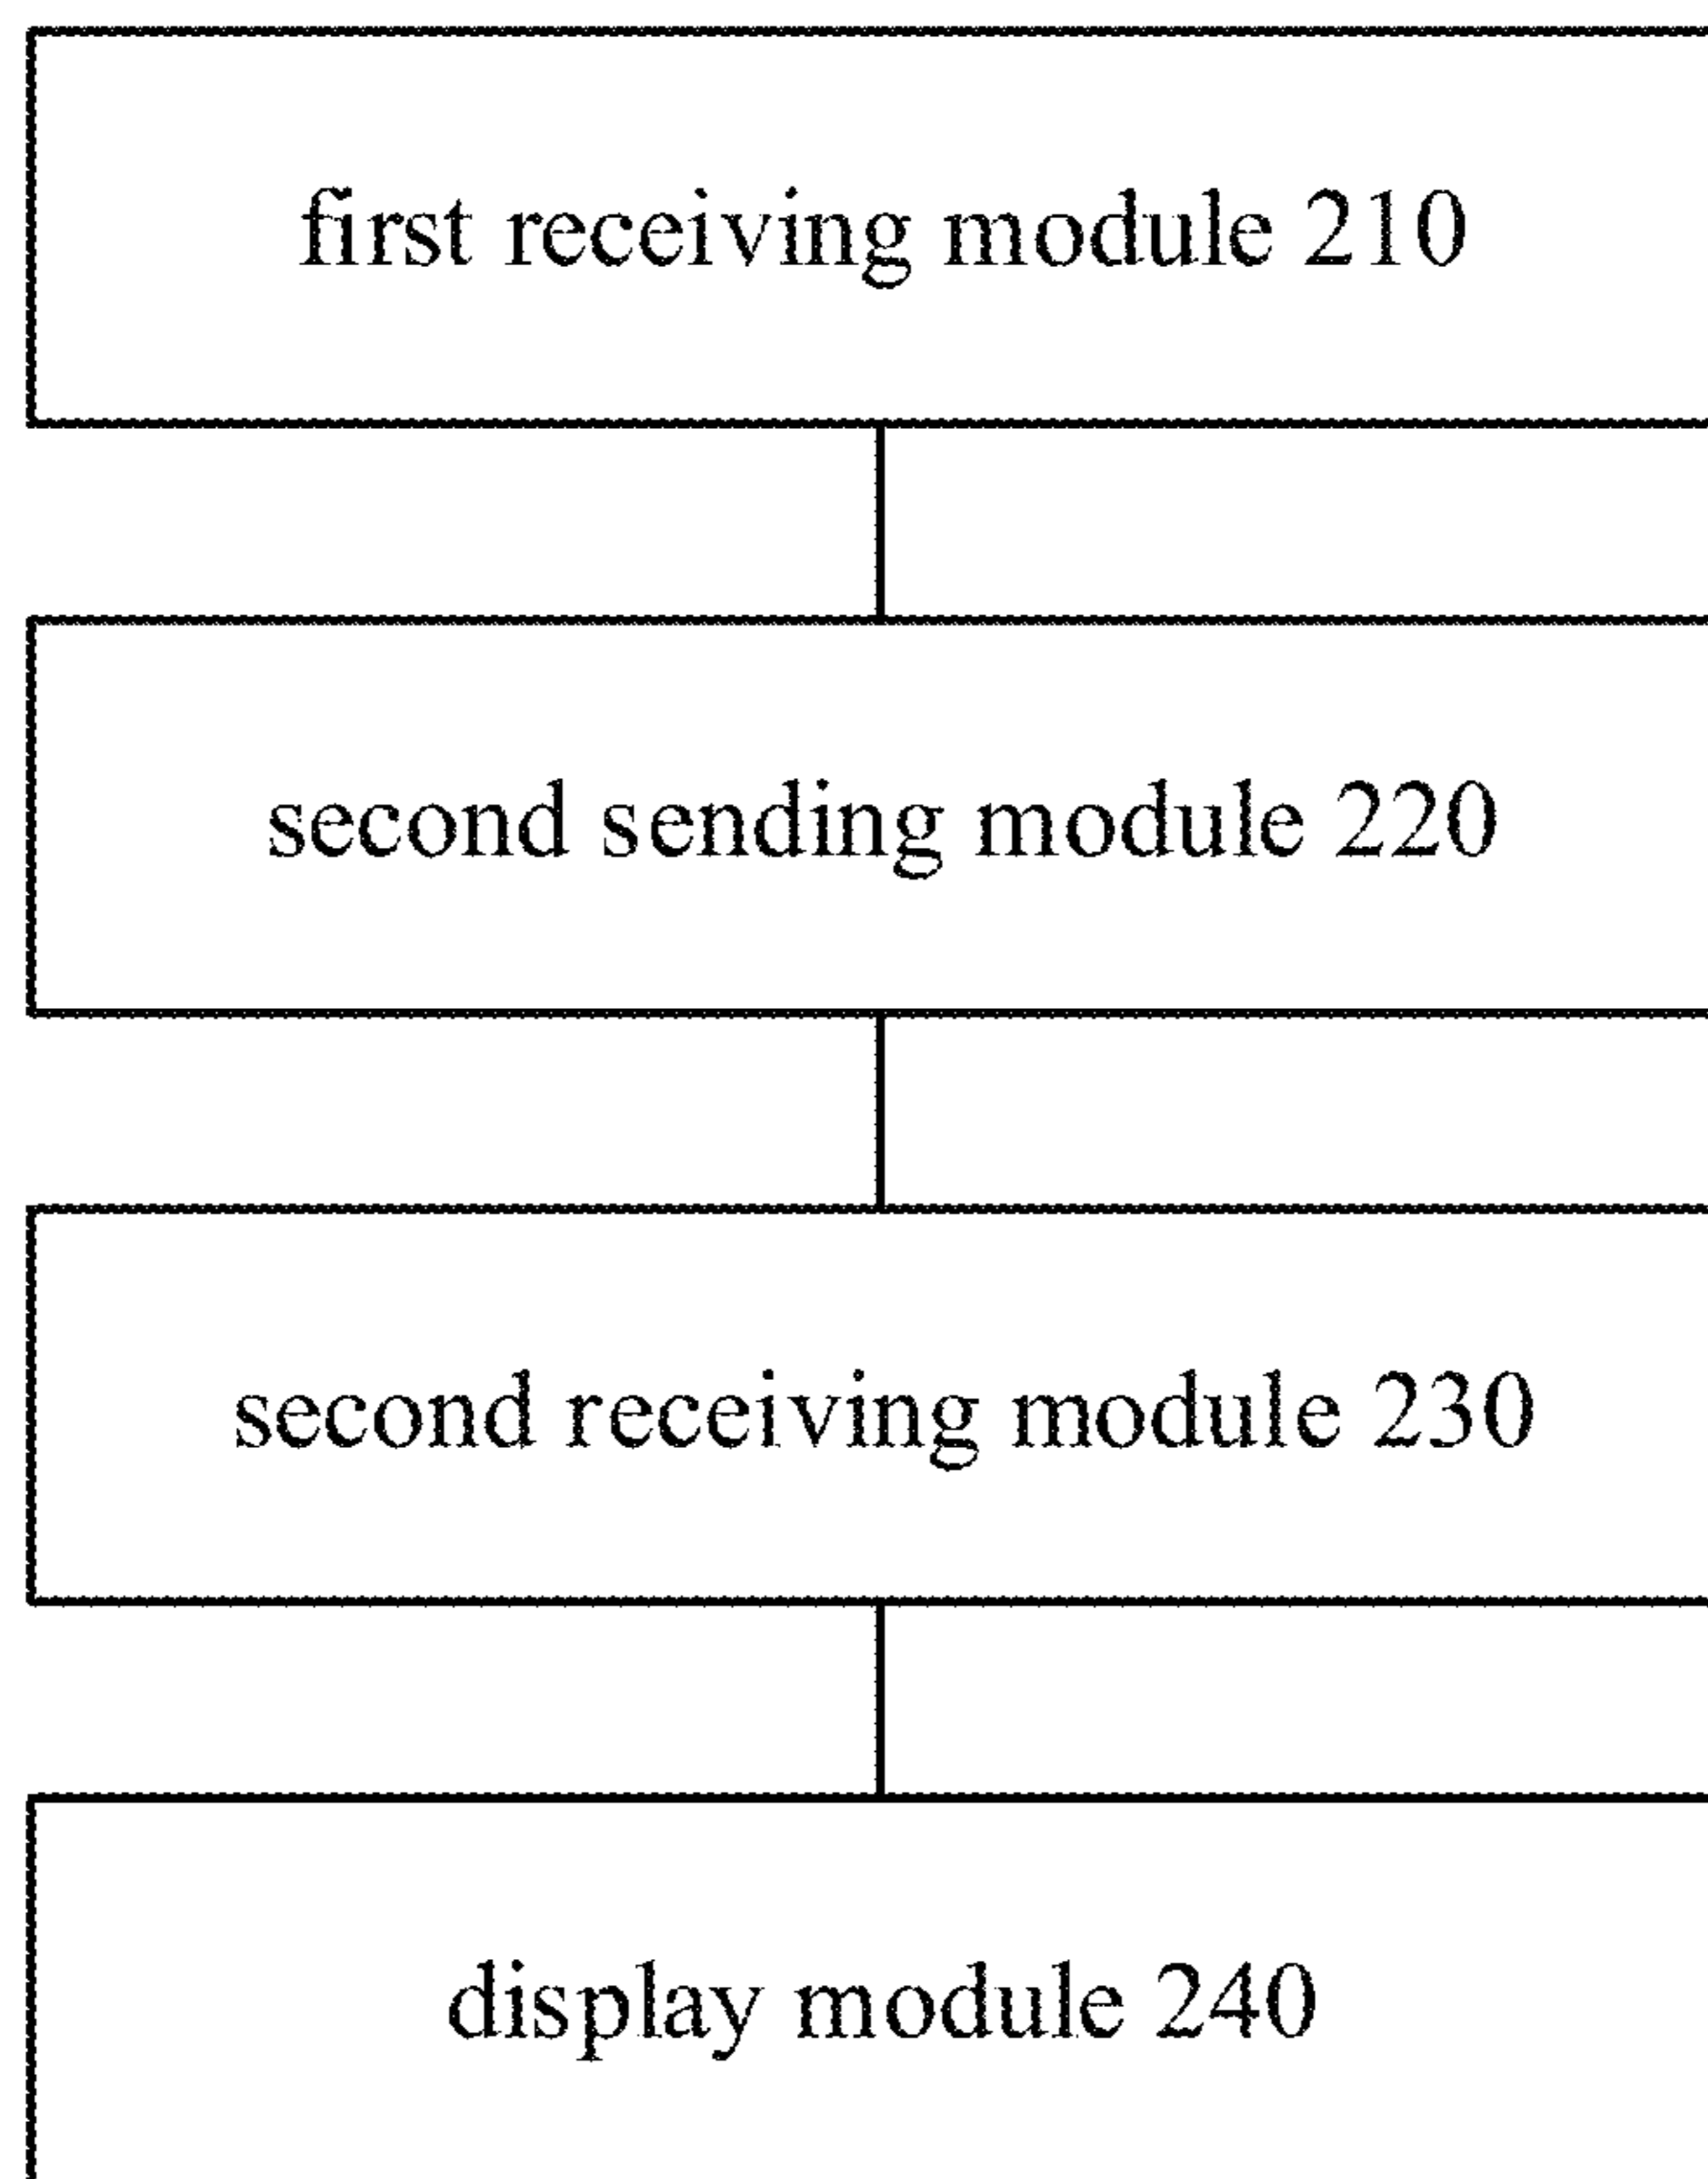 first receiving module 210
second sending module 220
second receiving module 230
display module 240